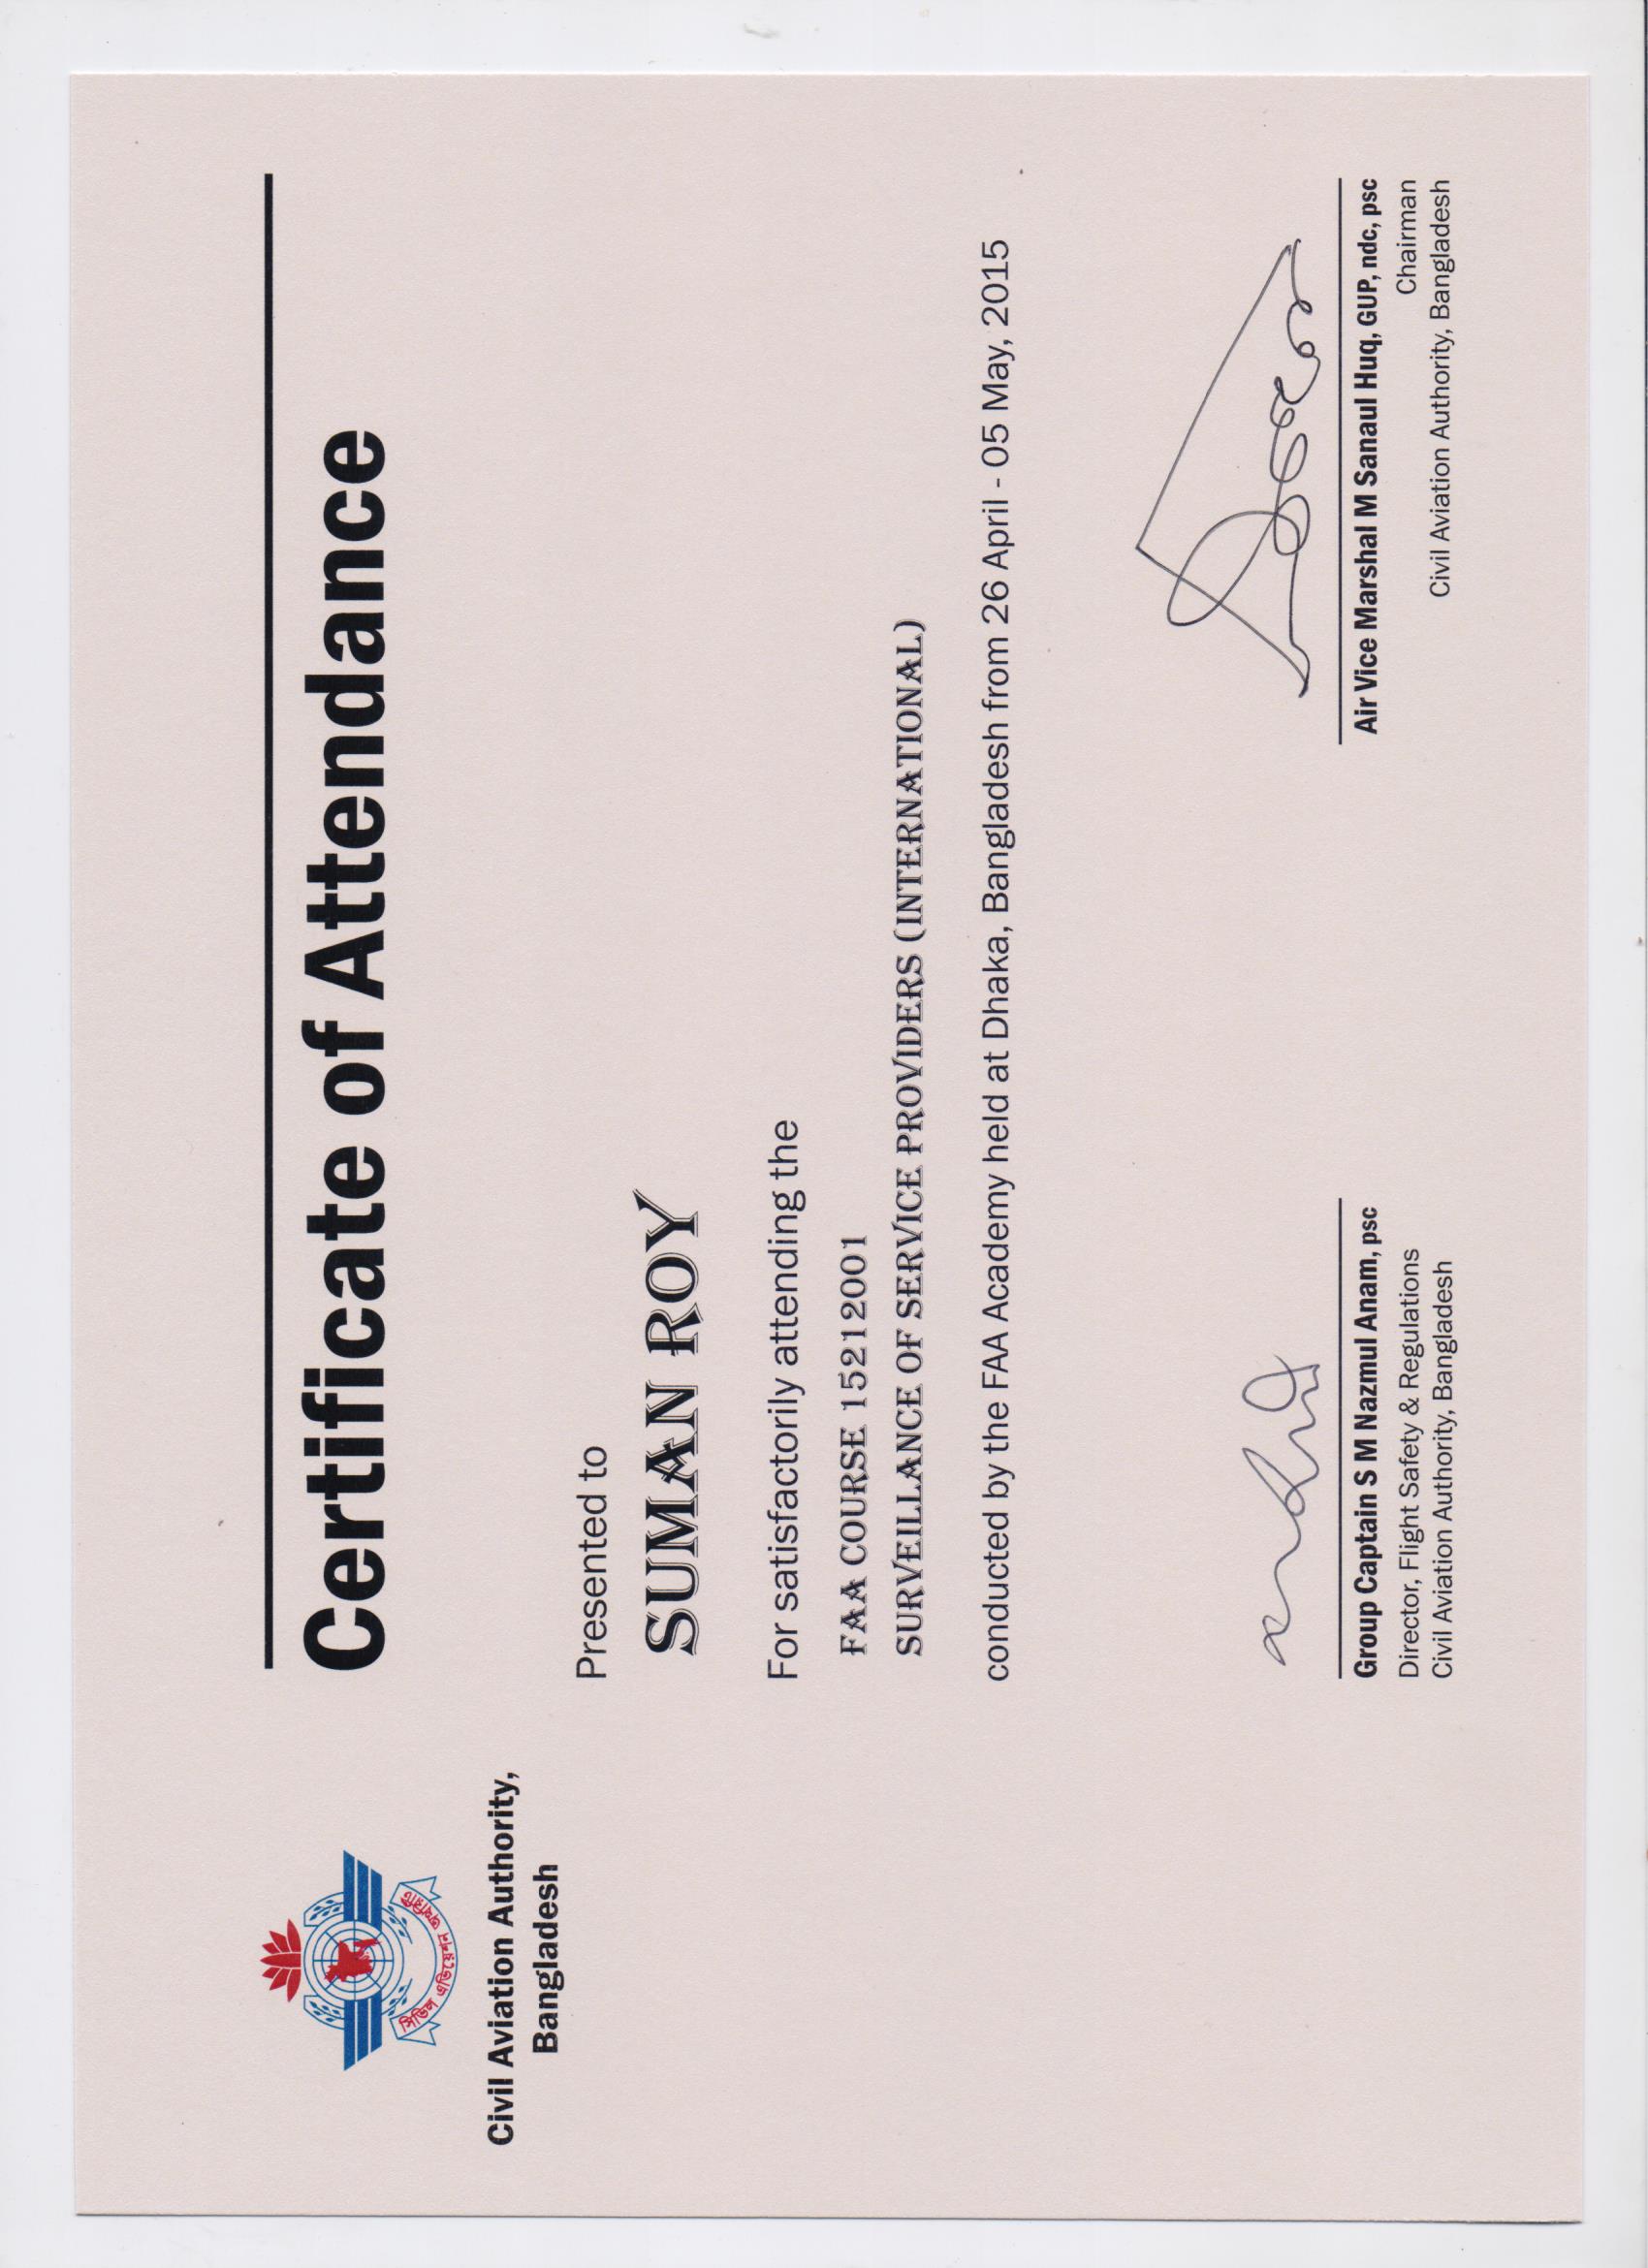 সিভিল এভিয়েশন অথরিটি
Civil Aviation Authority,
Bangladesh
Certificate of Attendance
Presented to
SUMAN ROY
For satisfactorily attending the
FAA COURSE 15212001
SURVEILLANCE OF SERVICE PROVIDERS (INTERNATIONAL)
conducted by the FAA Academy held at Dhaka, Bangladesh from 26 April - 05 May, 2015
Group Captain S M Nazmul Anam, psc
Director, Flight Safety & Regulations
Civil Aviation Authority, Bangladesh
Air Vice Marshal M Sanaul Huq, GUP, ndc, psc
Chairman
Civil Aviation Authority, Bangladesh